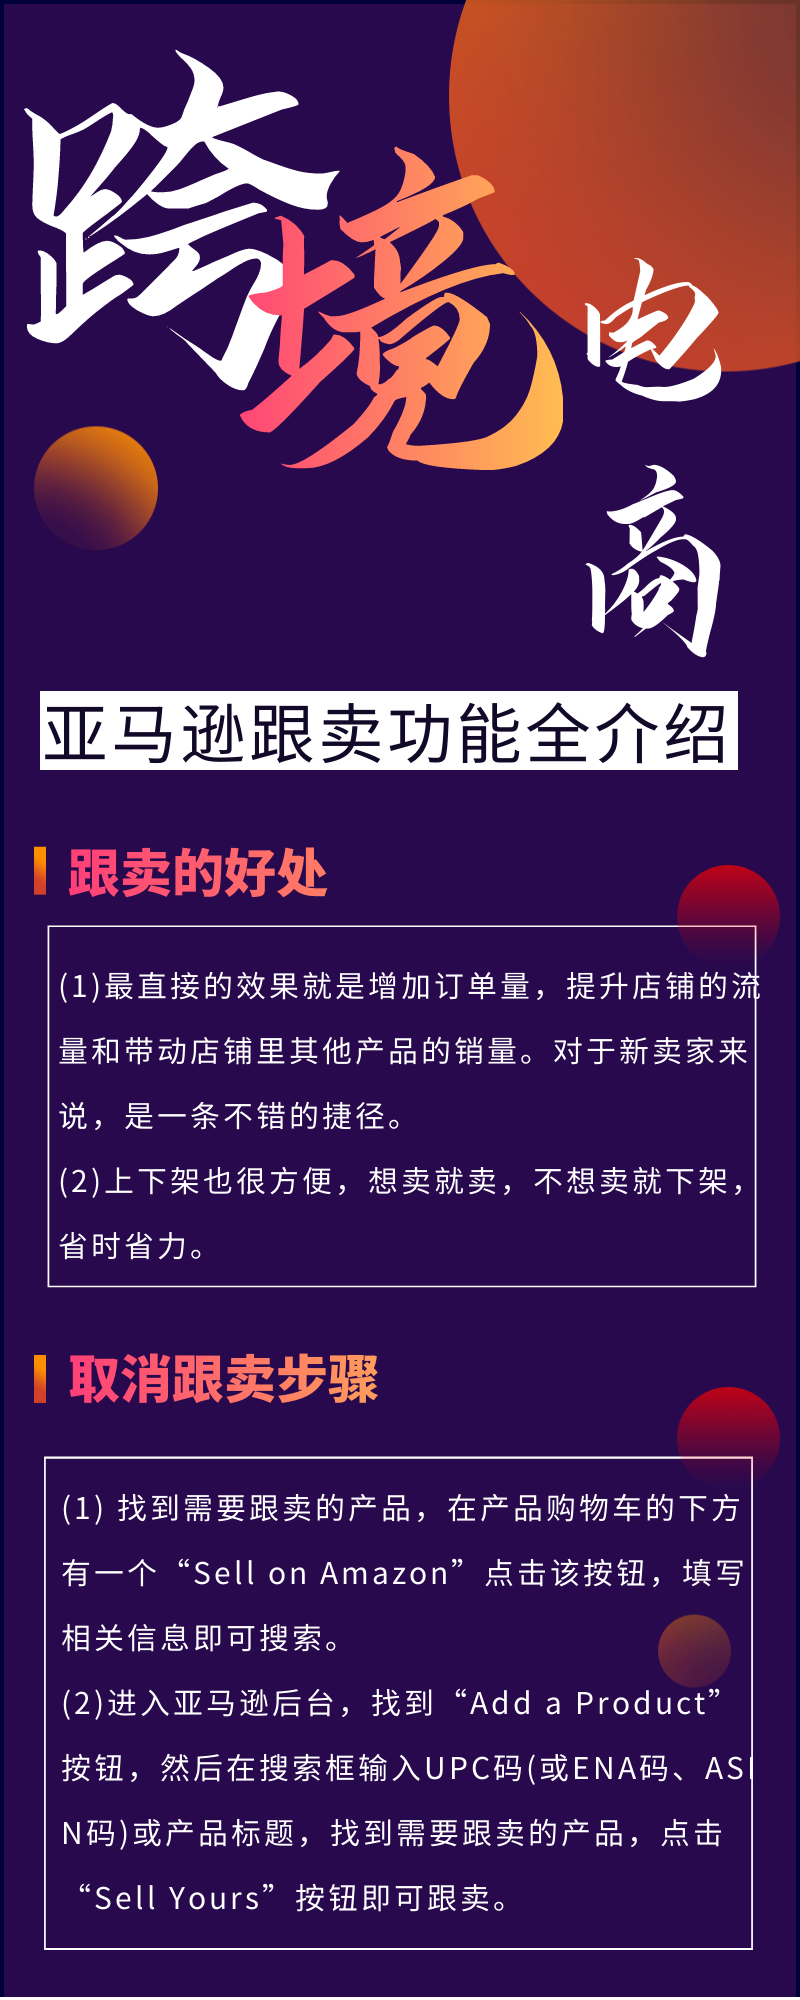 跨境电商
亚马逊跟卖功能全介绍
跟卖的好处
(1)最直接的效果就是增加订单量，提升店铺的流
量和带动店铺里其他产品的销量。对于新卖家来
说，是一条不错的捷径。
(2)上下架也很方便，想卖就卖，不想卖就下架，
省时省力。
取消跟卖步骤
(1) 找到需要跟卖的产品，在产品购物车的下方
有一个“Sell on Amazon”点击该按钮，填写
相关信息即可搜索。
(2)进入亚马逊后台，找到“Add a Product”
按钮，然后在搜索框输入UPC码(或ENA码、ASI
N码)或产品标题，找到需要跟卖的产品，点击
“Sell Yours”按钮即可跟卖。